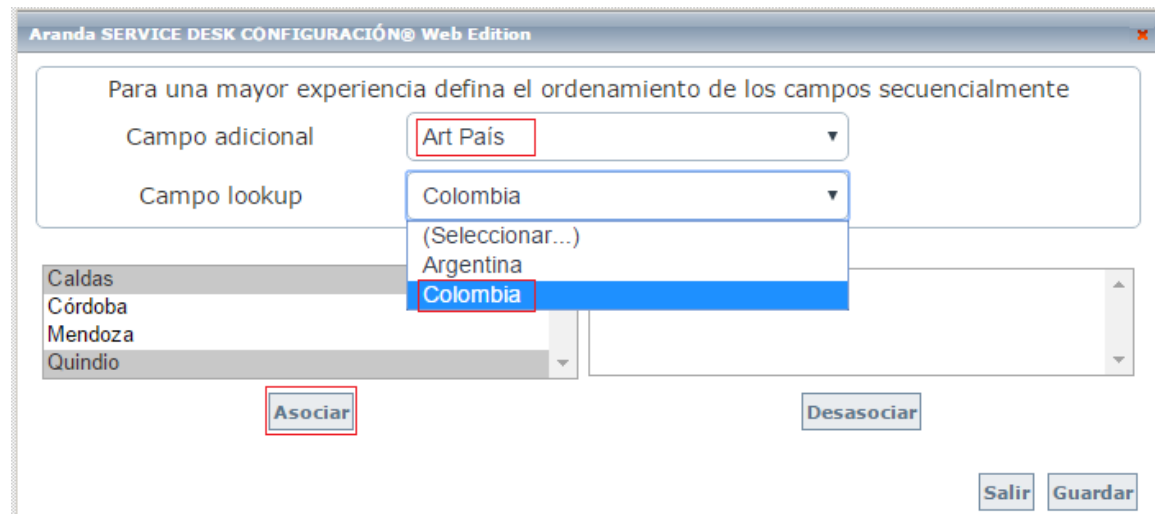 Aranda SERVICE DESK CONFIGURACIÓN® Web Edition
Para una mayor experiencia defina el ordenamiento de los campos secuencialmente
Campo adicional
Art País
Campo lookup
Colombia
(Seleccionar...)
Argentina
Colombia
Caldas
Córdoba
Mendoza
Quindio
Asociar
Desasociar
Salir
Guardar